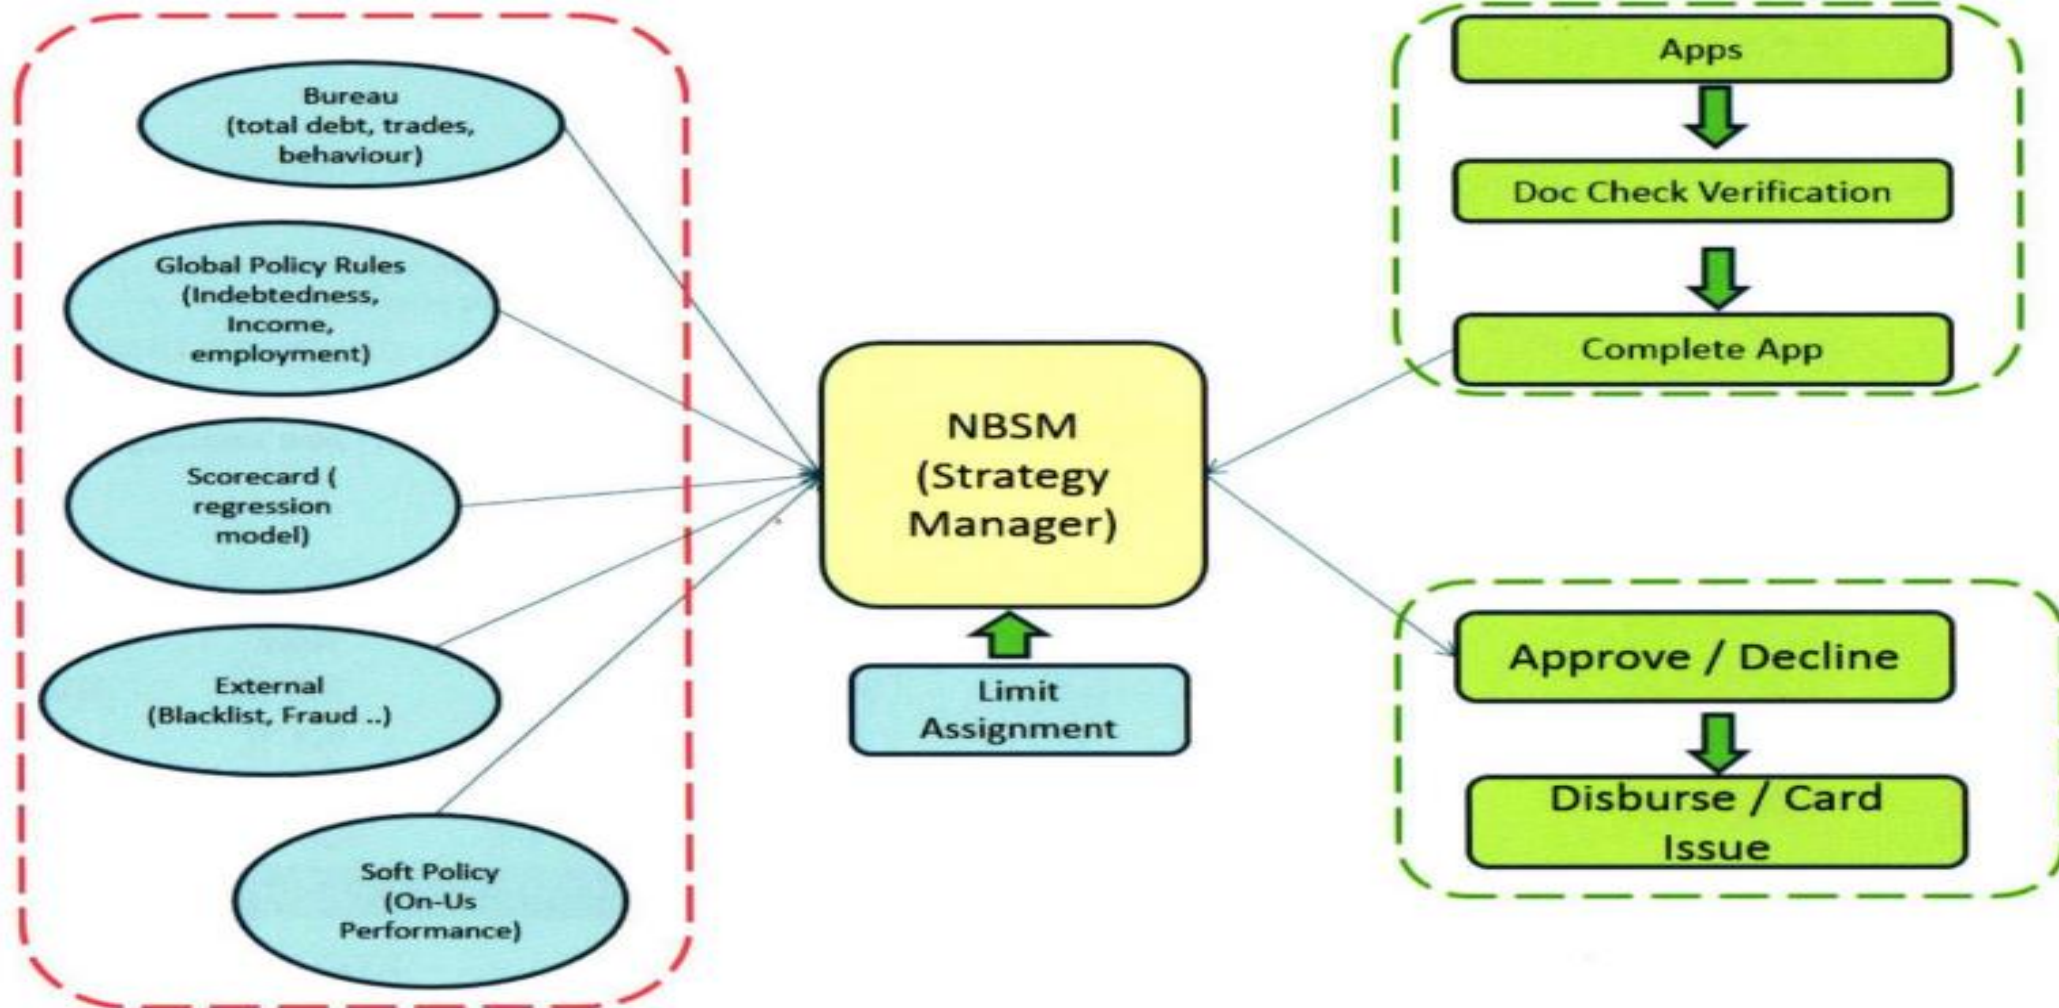 Bureau
(total debt, trades,
behaviour)
Global Policy Rules
(Indebtedness,
Income,
employment)
Scorecard (
regression
model)
External
(Blacklist, Fraud ..)
Soft Policy
(On-Us
Performance)
NBSM
(Strategy
Manager)
Limit
Assignment
Apps
Doc Check Verification
Complete App
Approve / Decline
Disburse / Card
Issue